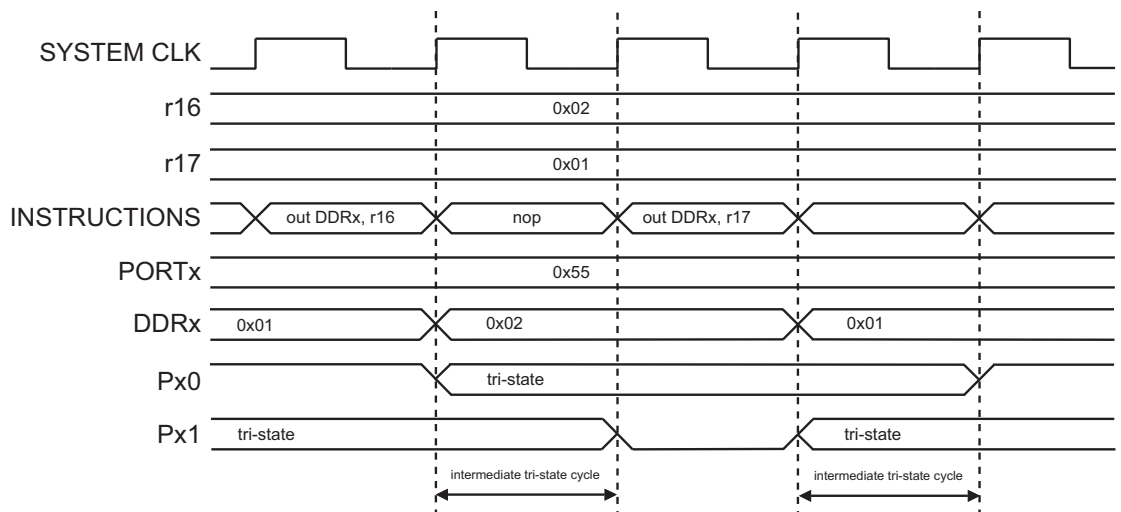 SYSTEM CLK
r16
0x02
r17
0x01
INSTRUCTIONS
out DDRx, r16
nop
out DDRx, r17
PORTx
0x55
DDRx
0x01
0x02
0x01
Px0
tri-state
Px1
tri-state
tri-state
intermediate tri-state cycle
intermediate tri-state cycle